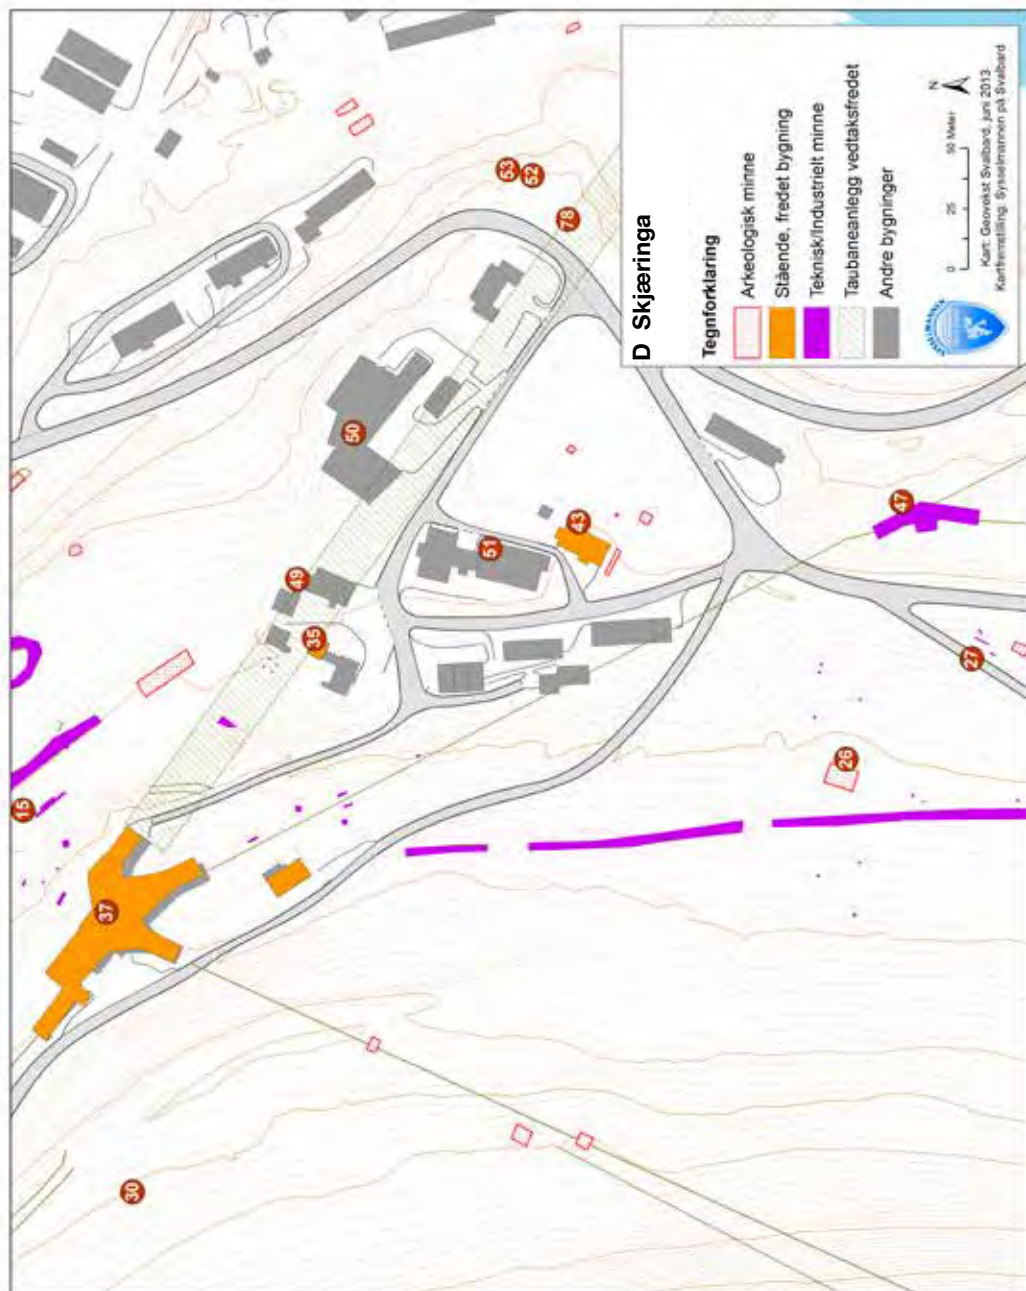 D Skjæringa
Tegnforklaring
Arkeologisk minne
Stående, fredet bygning
Teknisk/Industrielt minne
Taubaneanlegg vedtaksfredet
Andre bygninger
0 25 50 Meter
N
Kart: Geovekst Svalbard, juni 2013
Kartfremstilling: Sysselmannen på Svalbard
SYSSELMANNEN
53
52
78
50
43
51
49
35
47
27
26
15
37
30